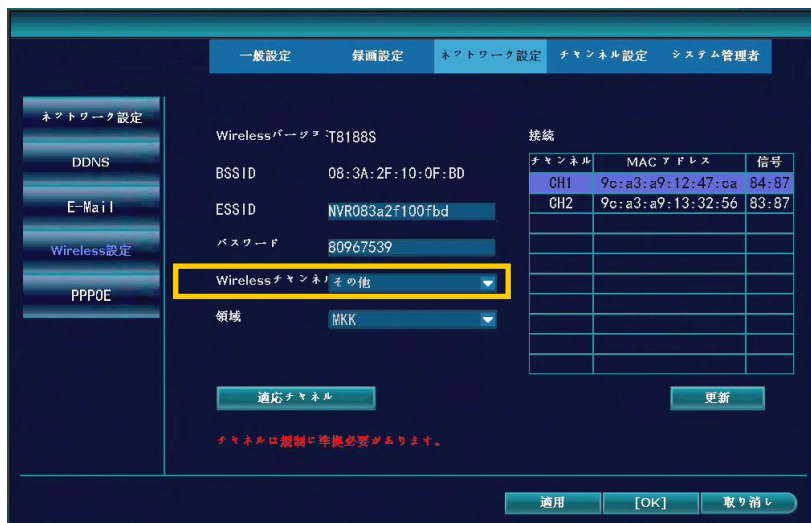 一般設定 録画設定 ネットワーク設定 チャンネル設定 システム管理者
ネットワーク設定
DDNS
E-Mail
Wireless設定
PPPOE
Wirelessバージョ T8188S
BSSID 08:3A:2F:10:0F:BD
ESSID NVR083a2f100fbd
パスワード 80967539
Wirelessチャンネル その他
領域 MKK
接続
チャンネル MACアドレス 信号
CH1 9c:a3:a9:12:47:ca 84:87
CH2 9c:a3:a9:13:32:56 83:87
適応チャネル
更新
チャネルは規制に準拠必要があります。
適用 [OK] 取り消し